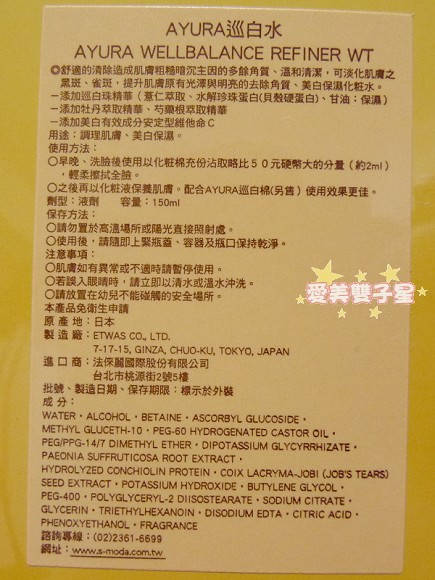 AYURA巡白水
AYURA WELLBALANCE REFINER WT
◎舒適的清除造成肌膚粗糙暗沉主因的多餘角質、溫和清潔，可淡化肌膚之
黑斑、雀斑，提升肌膚原有光澤與明亮的去除角質、美白保濕化粧水。
－添加巡白珠精華（薏仁萃取、水解珍珠蛋白(貝殼硬蛋白)、甘油：保濕）
－添加牡丹萃取精華、芍藥根萃取精華
－添加美白有效成分安定型維他命C
用途：調理肌膚、美白保濕。
使用方法：
○早晚、洗臉後使用以化粧棉充份沾取略比５０元硬幣大的分量（約2ml）
，輕柔擦拭全臉。
○之後再以化粧液保養肌膚。配合AYURA巡白棉(另售）使用效果更佳。
劑型：液劑　容量：150ml
保存方法：
○請勿置於高溫場所或陽光直接照射處。
○使用後，請隨即上緊瓶蓋、容器及瓶口保持乾淨。
注意事項：
○肌膚如有異常或不適時請暫停使用。
○若誤入眼睛時，請立即以清水或溫水沖洗。
○請放置在幼兒不能碰觸的安全場所。
愛美雙子星
本產品免衛生申請
原 產 地：日本
製 造 廠：ETWAS CO., LTD.
7-17-15, GINZA, CHUO-KU, TOKYO, JAPAN
進 口 商：法保麗國際股份有限公司
台北市桃源街2號5樓
批號、製造日期、保存期限：標示於外裝
成 分：
WATER・ALCOHOL・BETAINE・ASCORBYL GLUCOSIDE・
METHYL GLUCETH-10・PEG-60 HYDROGENATED CASTOR OIL・
PEG/PPG-14/7 DIMETHYL ETHER・DIPOTASSIUM GLYCYRRHIZATE・
PAEONIA SUFFRUTICOSA ROOT EXTRACT・
HYDROLYZED CONCHIOLIN PROTEIN・COIX LACRYMA-JOBI (JOB'S TEARS)
SEED EXTRACT・POTASSIUM HYDROXIDE・BUTYLENE GLYCOL・
PEG-400・POLYGLYCERYL-2 DIISOSTEARATE・SODIUM CITRATE・
GLYCERIN・TRIETHYLHEXANOIN・DISODIUM EDTA・CITRIC ACID・
PHENOXYETHANOL・FRAGRANCE
諮詢專線：(02)2361-6699
網址：www.s-moda.com.tw